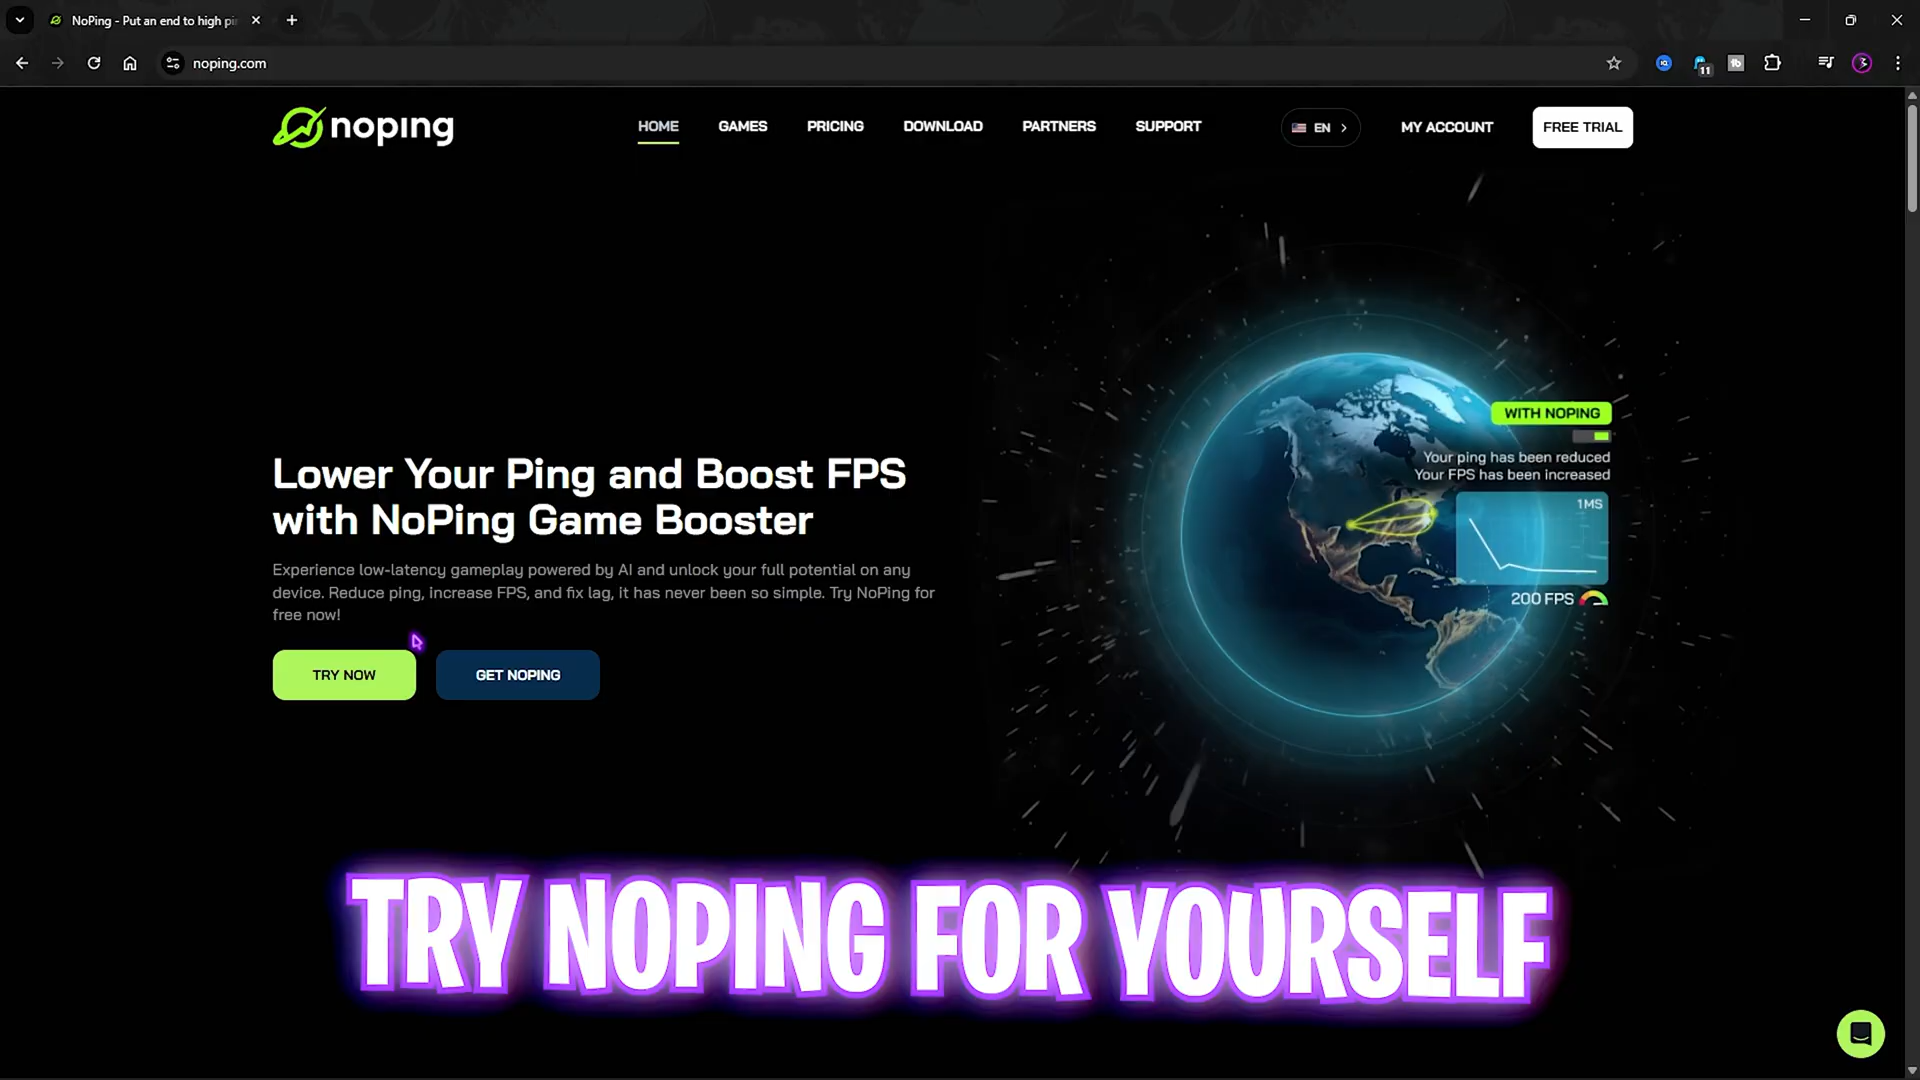 NoPing - Put an end to high pi
noping.com
11
noping
HOME
GAMES
PRICING
DOWNLOAD
PARTNERS
SUPPORT
EN
MY ACCOUNT
FREE TRIAL
WITH NOPING
Your ping has been reduced
Your FPS has been increased
1MS
200 FPS
Lower Your Ping and Boost FPS
with NoPing Game Booster
Experience low-latency gameplay powered by AI and unlock your full potential on any
device. Reduce ping, increase FPS, and fix lag, it has never been so simple. Try NoPing for
free now!
TRY NOW
GET NOPING
TRY NOPING FOR YOURSELF